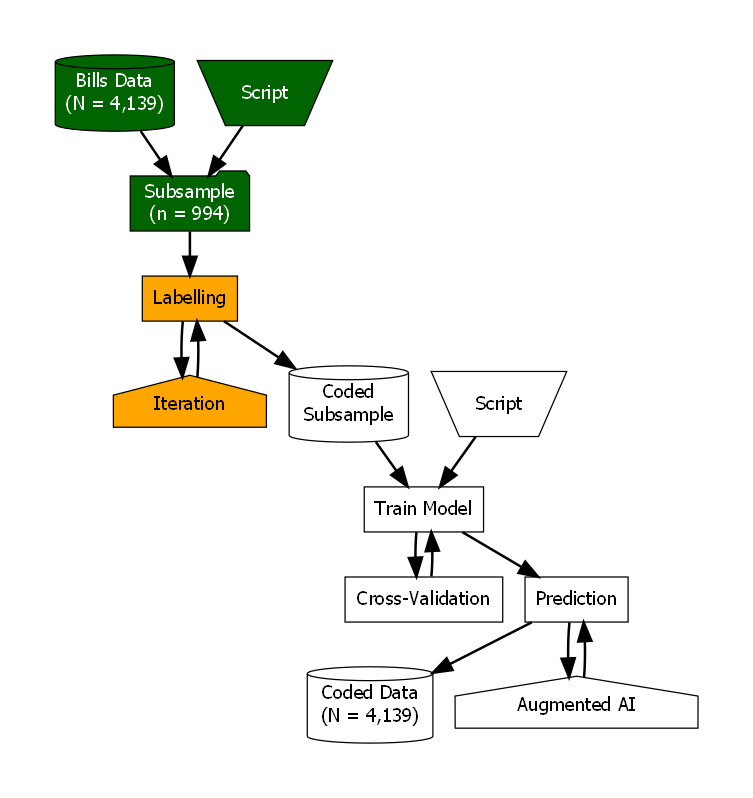 Bills Data
(N = 4,139)
Script
Subsample
(n = 994)
Labelling
Iteration
Coded
Subsample
Script
Train Model
Cross-Validation
Prediction
Coded Data
(N = 4,139)
Augmented AI